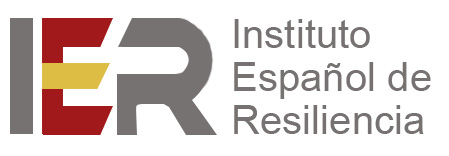 IER
Instituto
Español de
Resiliencia